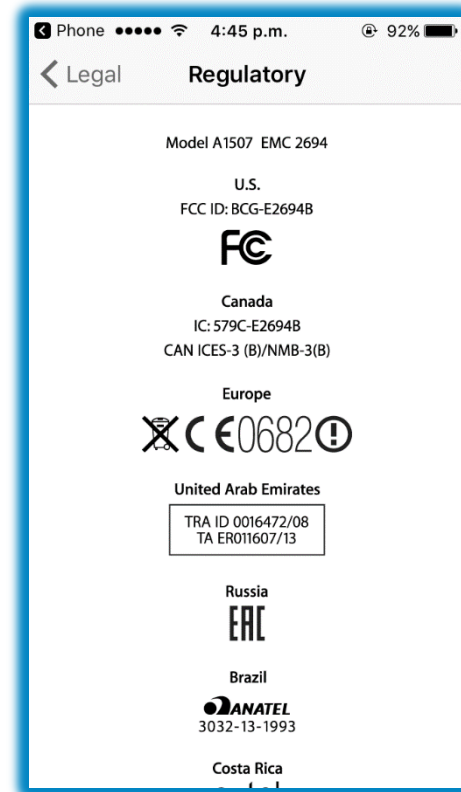 Phone 4:45 p.m. 92%
Legal Regulatory
Model A1507 EMC 2694
U.S.
FCC ID: BCG-E2694B
FC
Canada
IC: 579C-E2694B
CAN ICES-3 (B)/NMB-3(B)
Europe
CE0682
United Arab Emirates
TRA ID 0016472/08
TA ER011607/13
Russia
EAC
Brazil
ANATEL
3032-13-1993
Costa Rica